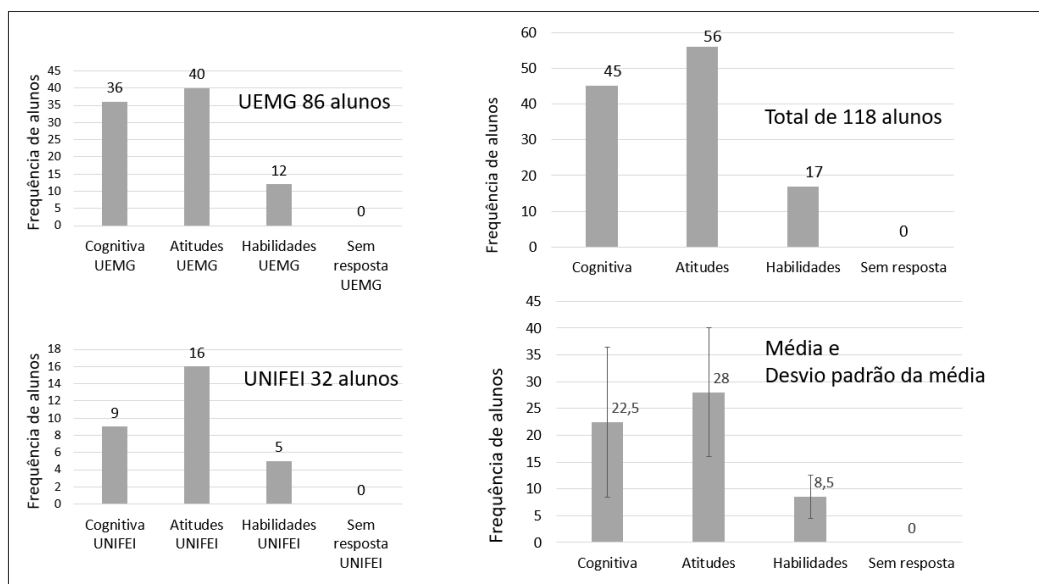 Frequência de alunos
45
40
35
30
25
20
15
10
5
0
36
40
12
0
UEMG 86 alunos
Cognitiva
UEMG
Atitudes
UEMG
Habilidades
UEMG
Sem
resposta
UEMG
Frequência de alunos
60
50
40
30
20
10
0
45
56
17
0
Total de 118 alunos
Cognitiva
Atitudes
Habilidades
Sem resposta
Frequência de alunos
18
16
14
12
10
8
6
4
2
0
9
16
5
0
UNIFEI 32 alunos
Cognitiva
UNIFEI
Atitudes
UNIFEI
Habilidades
UNIFEI
Sem
resposta
UNIFEI
Frequência de alunos
45
40
35
30
25
20
15
10
5
0
22,5
28
8,5
0
Média e
Desvio padrão da média
Cognitiva
Atitudes
Habilidades
Sem resposta